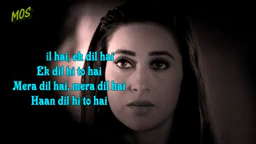 MOS
il hai, ek dil hai
Ek dil hi to hai
Mera dil hai, mera dil hai
Haan dil hi to hai